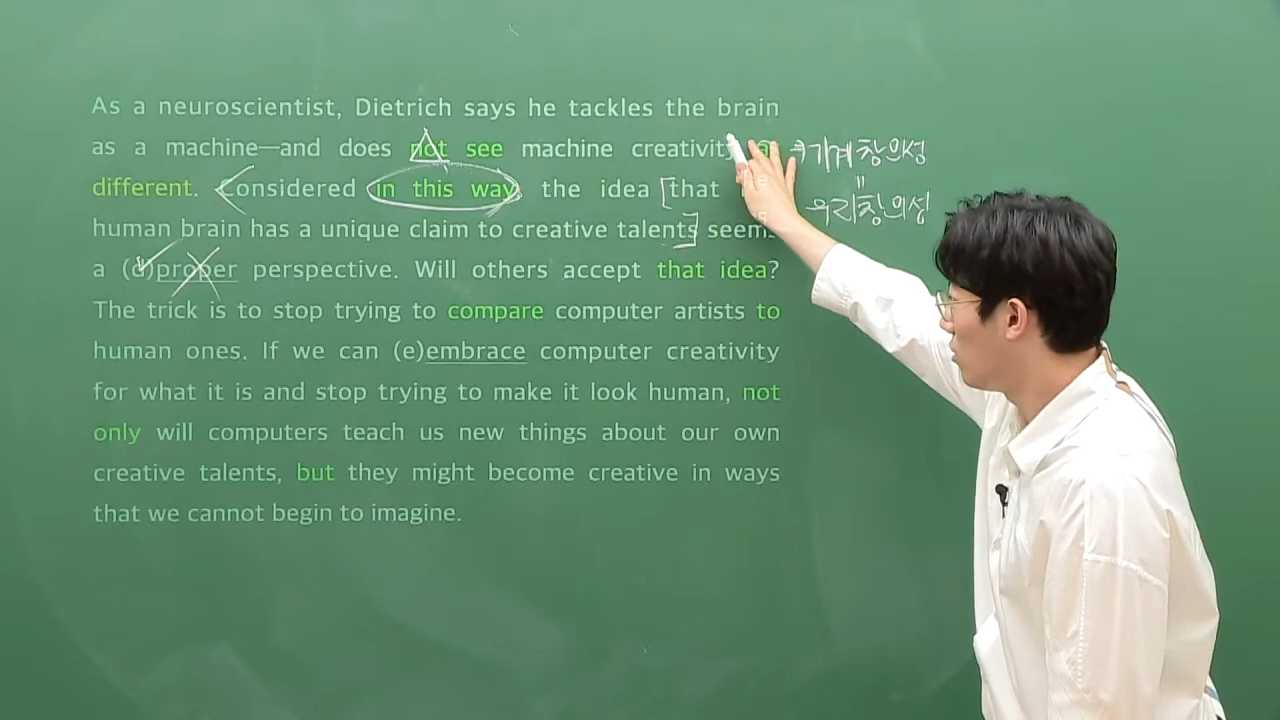 As a neuroscientist, Dietrich says he tackles the brain
as a machine—and does not see machine creativity →기계 창의성
different. Considered in this way, the idea [that
〃
우리 창의성
human brain has a unique claim to creative talents] seems
a (d)proper perspective. Will others accept that idea?
The trick is to stop trying to compare computer artists to
human ones. If we can (e)embrace computer creativity
for what it is and stop trying to make it look human, not
only will computers teach us new things about our own
creative talents, but they might become creative in ways
that we cannot begin to imagine.